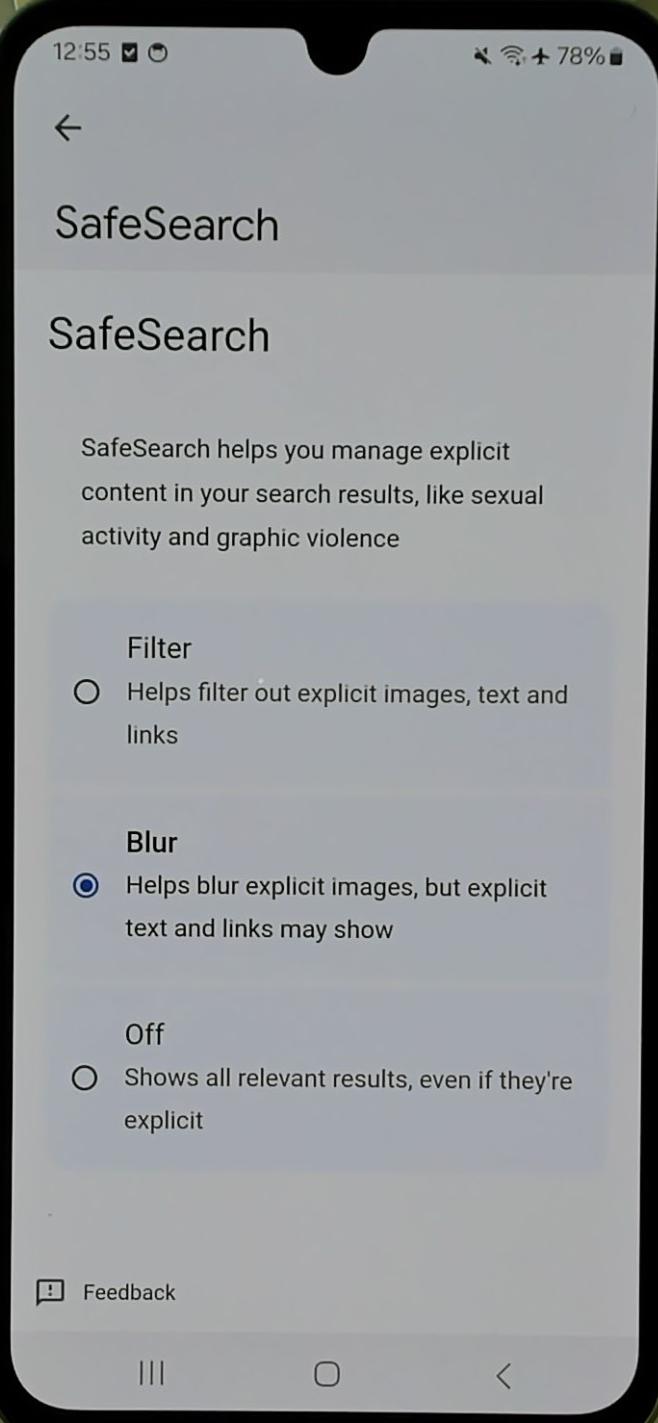 12:55 78%
SafeSearch
SafeSearch
SafeSearch helps you manage explicit
content in your search results, like sexual
activity and graphic violence
Filter
Helps filter out explicit images, text and
links
Blur
Helps blur explicit images, but explicit
text and links may show
Off
Shows all relevant results, even if they're
explicit
Feedback